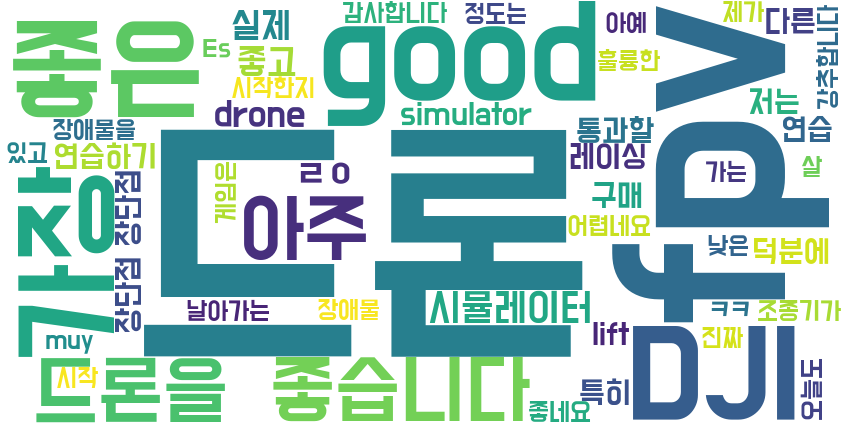 감사합니다
정도는
제가
실제
아예
다른
좋은
Es
좋고
good
훌륭한
v
강추합니다
시작한지
저는
drone
simulator
장애물을
통과할
연습
있고
연습하기
레이싱
드론
fpv
가는
살
장단점
게임인
ㄹㅇ
구매
추천
아주
어렵네요
낮은
덕분에
장단점
날아가는
장애물
시뮬레이터
ㅋㅋ
조종기가
muy
lift
진짜
DJI
시작
드론을
좋습니다
특히
오늘도
좋네요